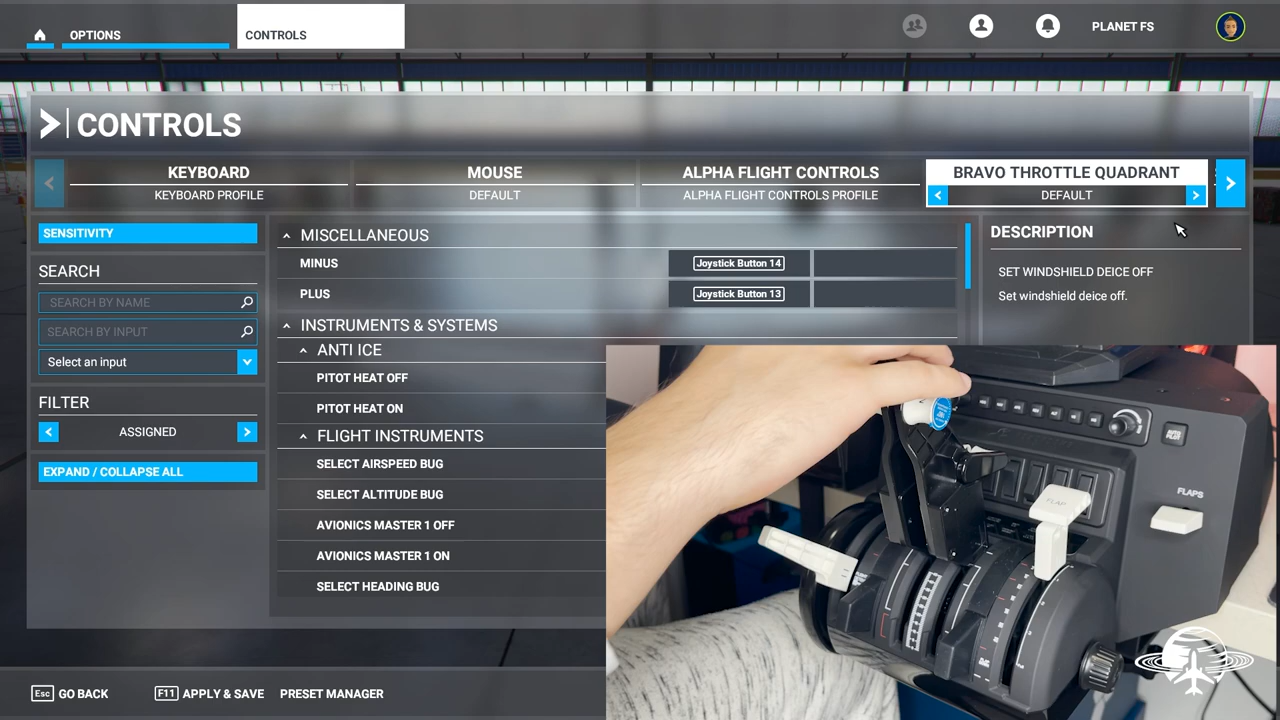 OPTIONS
CONTROLS
PLANET FS
CONTROLS
KEYBOARD
KEYBOARD PROFILE
MOUSE
DEFAULT
ALPHA FLIGHT CONTROLS
ALPHA FLIGHT CONTROLS PROFILE
BRAVO THROTTLE QUADRANT
DEFAULT
SENSITIVITY
SEARCH
SEARCH BY NAME
SEARCH BY INPUT
Select an input
FILTER
ASSIGNED
EXPAND / COLLAPSE ALL
MISCELLANEOUS
MINUS
Joystick Button 14
PLUS
Joystick Button 13
INSTRUMENTS & SYSTEMS
ANTI ICE
PITOT HEAT OFF
PITOT HEAT ON
FLIGHT INSTRUMENTS
SELECT AIRSPEED BUG
SELECT ALTITUDE BUG
AVIONICS MASTER 1 OFF
AVIONICS MASTER 1 ON
SELECT HEADING BUG
DESCRIPTION
SET WINDSHIELD DEICE OFF
Set windshield deice off.
FLAP
FLAPS
Esc GO BACK
F11 APPLY & SAVE
PRESET MANAGER